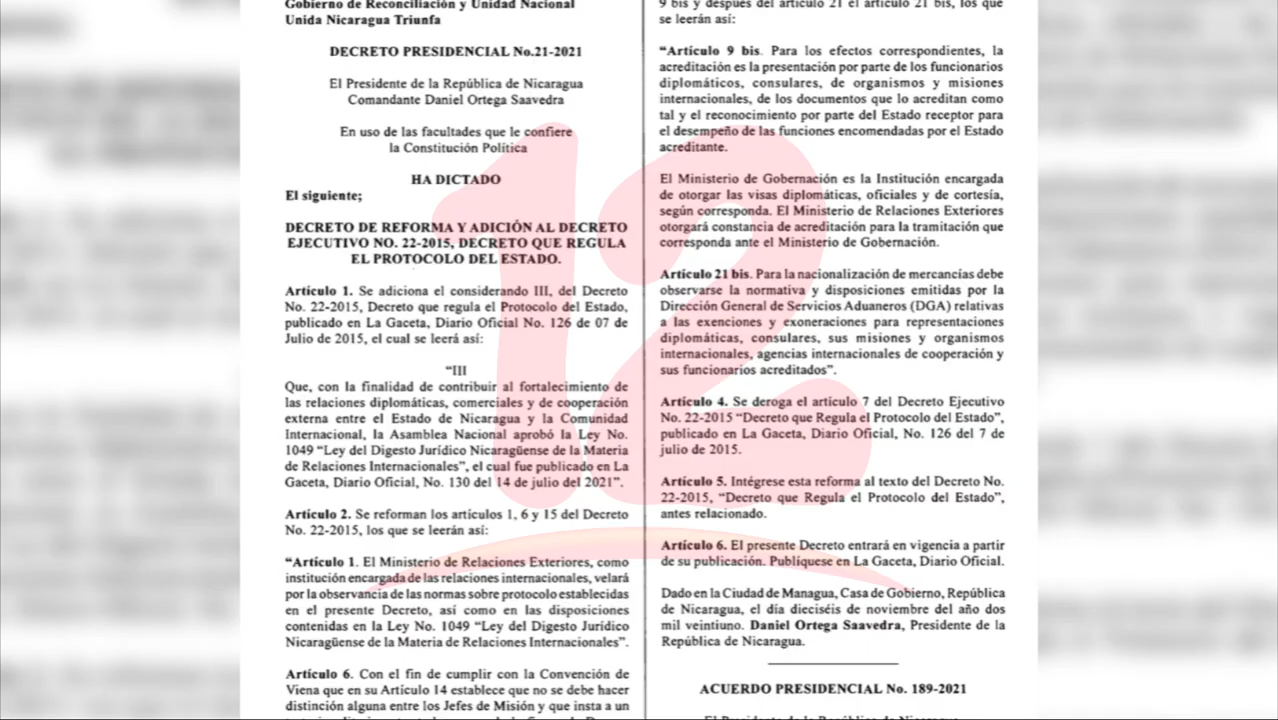 Gobierno de Reconciliación y Unidad Nacional
Unida Nicaragua Triunfa
DECRETO PRESIDENCIAL No.21-2021
El Presidente de la República de Nicaragua
Comandante Daniel Ortega Saavedra
En uso de las facultades que le confiere
la Constitución Política
HA DICTADO
El siguiente;
DECRETO DE REFORMA Y ADICIÓN AL DECRETO
EJECUTIVO NO. 22-2015, DECRETO QUE REGULA
EL PROTOCOLO DEL ESTADO.
Artículo 1. Se adiciona el considerando III, del Decreto
No. 22-2015, Decreto que regula el Protocolo del Estado,
publicado en La Gaceta, Diario Oficial No. 126 de 07 de
Julio de 2015, el cual se leerá así:
“III
Que, con la finalidad de contribuir al fortalecimiento de
las relaciones diplomáticas, comerciales y de cooperación
externa entre el Estado de Nicaragua y la Comunidad
Internacional, la Asamblea Nacional aprobó la Ley No.
1049 “Ley del Digesto Jurídico Nicaragüense de la Materia
de Relaciones Internacionales”, el cual fue publicado en La
Gaceta, Diario Oficial, No. 130 del 14 de julio del 2021”.
Artículo 2. Se reforman los artículos 1, 6 y 15 del Decreto
No. 22-2015, los que se leerán así:
“Artículo 1. El Ministerio de Relaciones Exteriores, como
institución encargada de las relaciones internacionales, velará
por la observancia de las normas sobre protocolo establecidas
en el presente Decreto, así como en las disposiciones
contenidas en la Ley No. 1049 “Ley del Digesto Jurídico
Nicaragüense de la Materia de Relaciones Internacionales”.
Artículo 6. Con el fin de cumplir con la Convención de
Viena que en su Artículo 14 establece que no se debe hacer
distinción alguna entre los Jefes de Misión y que insta a un
9 bis y después del artículo 21 el artículo 21 bis, los que
se leerán así:
“Artículo 9 bis. Para los efectos correspondientes, la
acreditación es la presentación por parte de los funcionarios
diplomáticos, consulares, de organismos y misiones
internacionales, de los documentos que lo acreditan como
tal y el reconocimiento por parte del Estado receptor para
el desempeño de las funciones encomendadas por el Estado
acreditante.
El Ministerio de Gobernación es la Institución encargada
de otorgar las visas diplomáticas, oficiales y de cortesía,
según corresponda. El Ministerio de Relaciones Exteriores
otorgará constancia de acreditación para la tramitación que
corresponda ante el Ministerio de Gobernación.
Artículo 21 bis. Para la nacionalización de mercancías debe
observarse la normativa y disposiciones emitidas por la
Dirección General de Servicios Aduaneros (DGA) relativas
a las exenciones y exoneraciones para representaciones
diplomáticas, consulares, sus misiones y organismos
internacionales, agencias internacionales de cooperación y
sus funcionarios acreditados”.
Artículo 4. Se deroga el artículo 7 del Decreto Ejecutivo
No. 22-2015 “Decreto que Regula el Protocolo del Estado”,
publicado en La Gaceta, Diario Oficial, No. 126 del 7 de
julio de 2015.
Artículo 5. Intégrese esta reforma al texto del Decreto No.
22-2015, “Decreto que Regula el Protocolo del Estado”,
antes relacionado.
Artículo 6. El presente Decreto entrará en vigencia a partir
de su publicación. Publíquese en La Gaceta, Diario Oficial.
Dado en la Ciudad de Managua, Casa de Gobierno, República
de Nicaragua, el día dieciséis de noviembre del año dos
mil veintiuno. Daniel Ortega Saavedra, Presidente de la
República de Nicaragua.
ACUERDO PRESIDENCIAL No. 189-2021
El Presidente de la República de Nicaragua
12